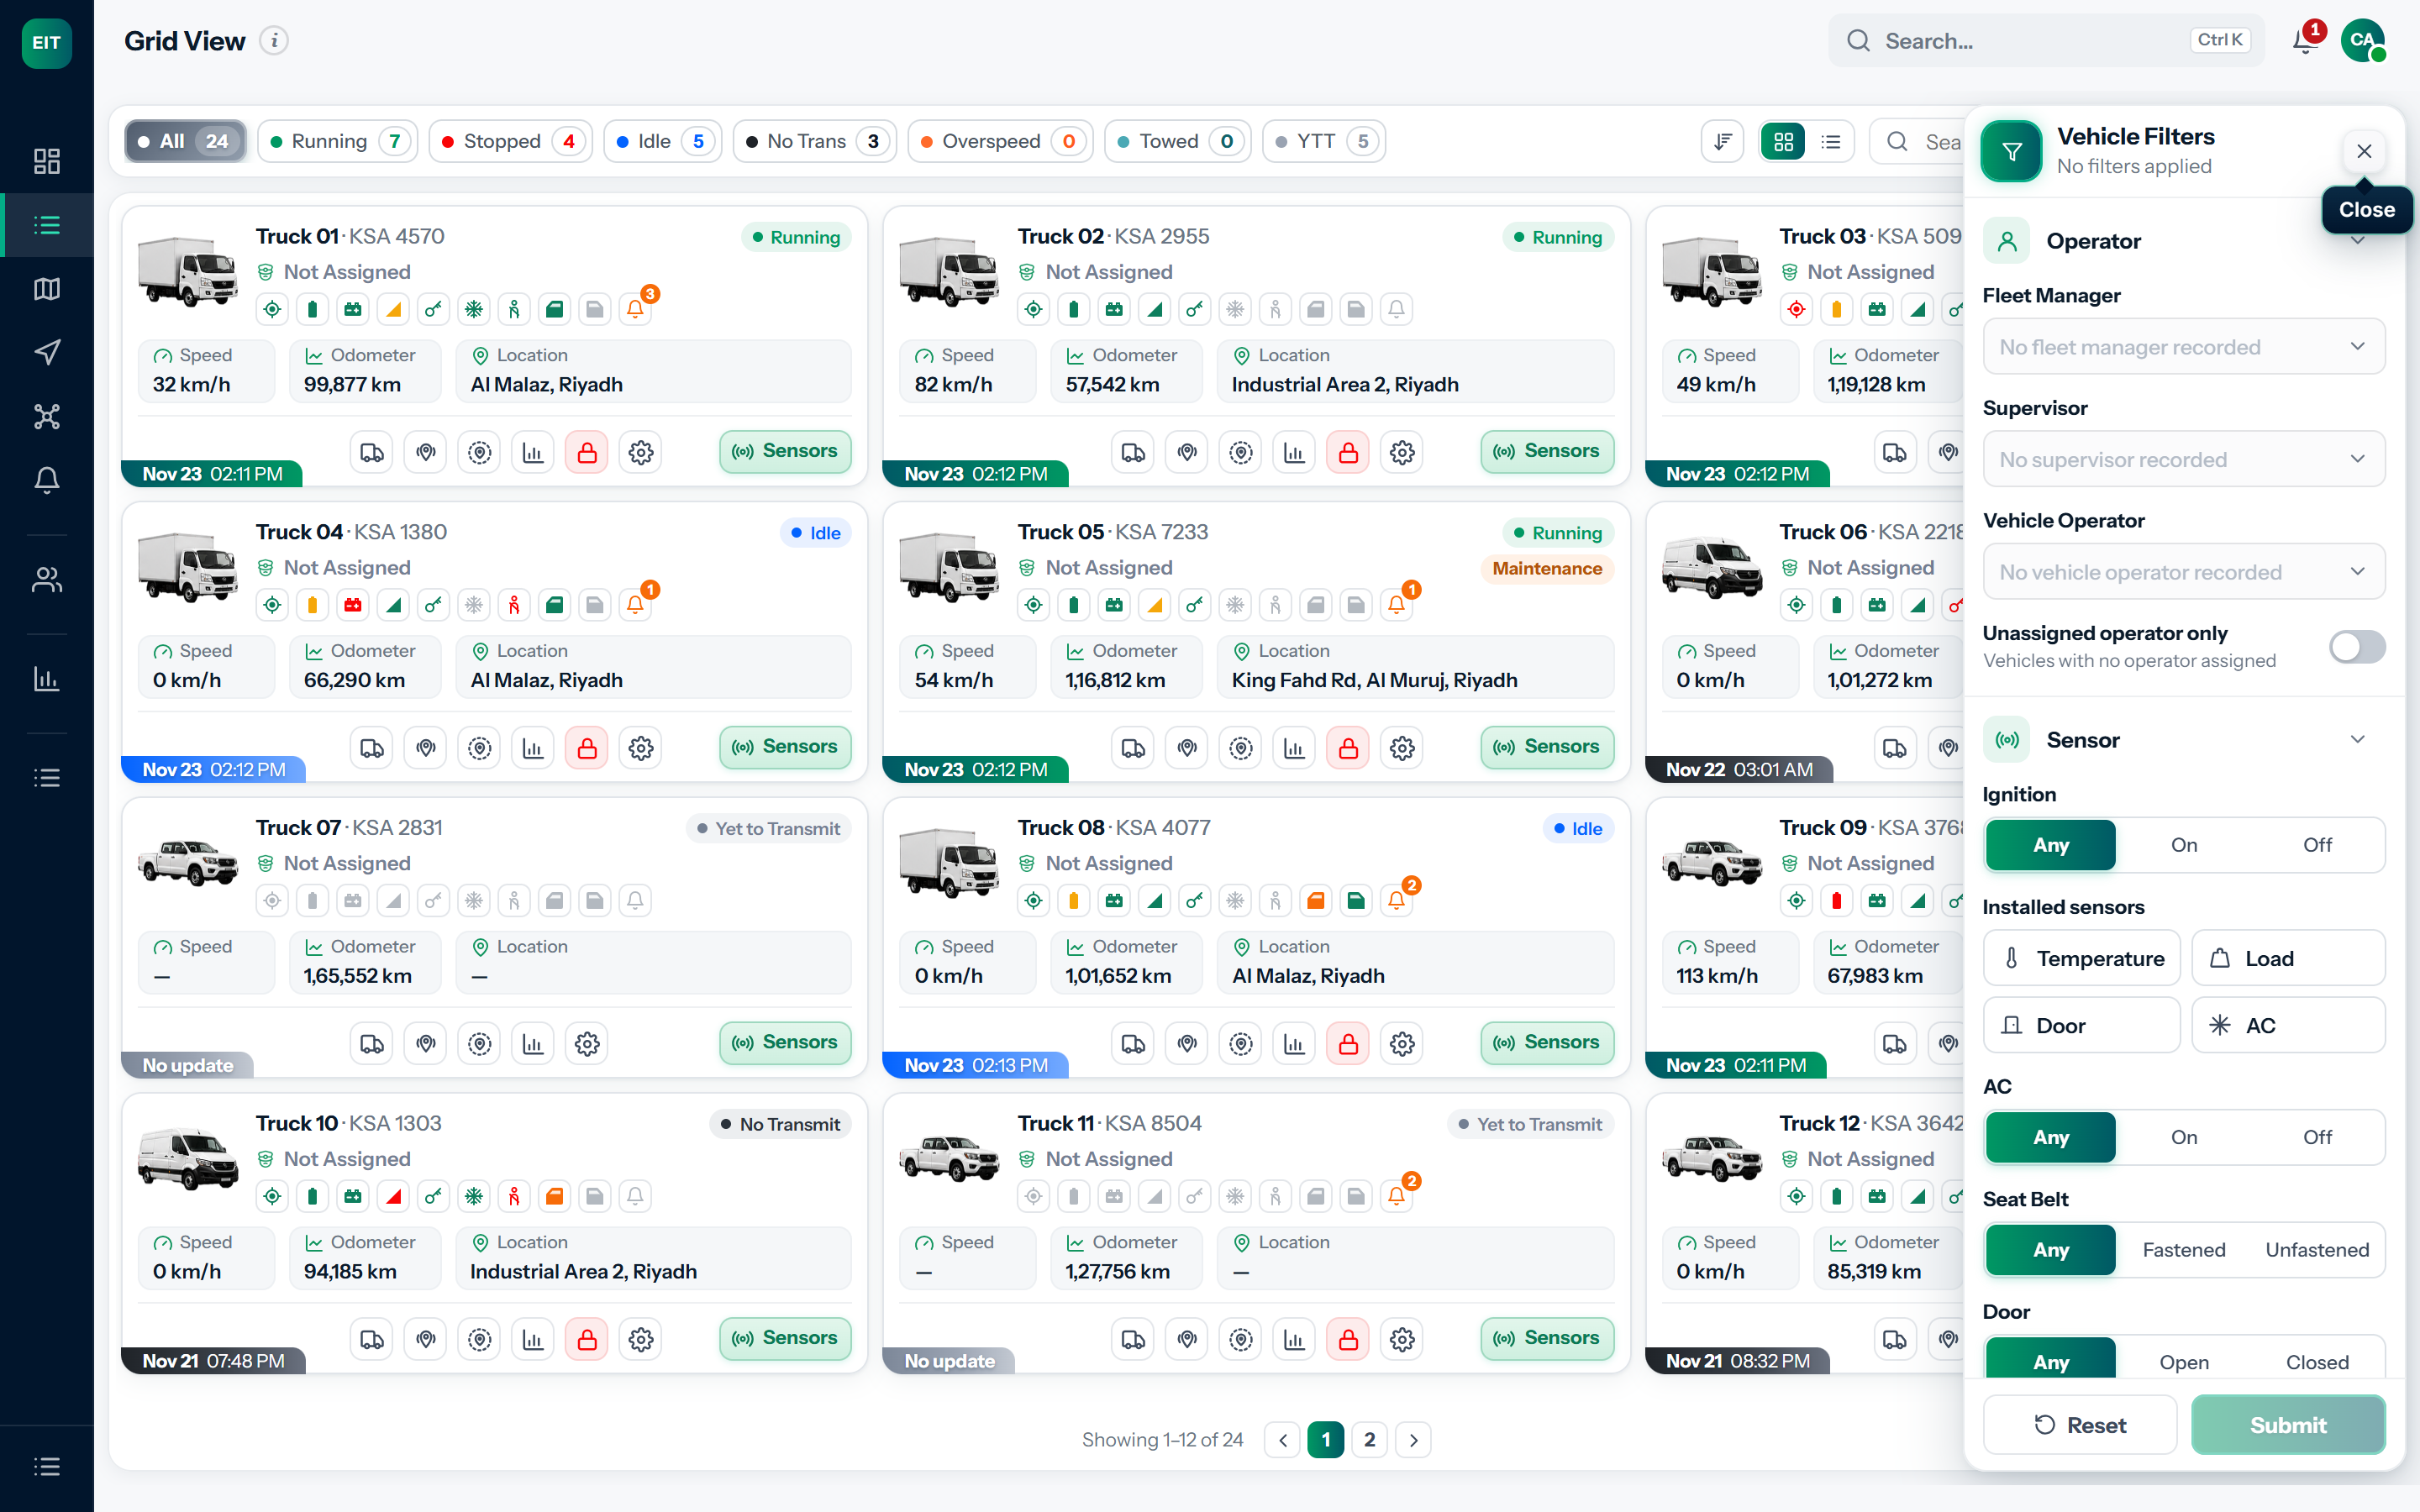 EIT
Grid View
Search...
Ctrl K
1
CA
All 24
Running 7
Stopped 4
Idle 5
No Trans 3
Overspeed 0
Towed 0
YTT 5
Sea
Truck 01 · KSA 4570
Running
Not Assigned
3
Speed
32 km/h
Odometer
99,877 km
Location
Al Malaz, Riyadh
Nov 23 02:11 PM
Sensors
Truck 02 · KSA 2955
Running
Not Assigned
Speed
82 km/h
Odometer
57,542 km
Location
Industrial Area 2, Riyadh
Nov 23 02:12 PM
Sensors
Truck 03 · KSA 509
Not Assigned
Speed
49 km/h
Odometer
1,19,128 km
Nov 23 02:12 PM
Truck 04 · KSA 1380
Idle
Not Assigned
1
Speed
0 km/h
Odometer
66,290 km
Location
Al Malaz, Riyadh
Nov 23 02:12 PM
Sensors
Truck 05 · KSA 7233
Running
Not Assigned
Maintenance
1
Speed
54 km/h
Odometer
1,16,812 km
Location
King Fahd Rd, Al Muruj, Riyadh
Nov 23 02:12 PM
Sensors
Truck 06 · KSA 2218
Not Assigned
Speed
0 km/h
Odometer
1,01,272 km
Nov 22 03:01 AM
Truck 07 · KSA 2831
Yet to Transmit
Not Assigned
Speed
—
Odometer
1,65,552 km
Location
—
No update
Sensors
Truck 08 · KSA 4077
Idle
Not Assigned
2
Speed
0 km/h
Odometer
1,01,652 km
Location
Al Malaz, Riyadh
Nov 23 02:13 PM
Sensors
Truck 09 · KSA 3768
Not Assigned
Speed
113 km/h
Odometer
67,983 km
Nov 23 02:11 PM
Truck 10 · KSA 1303
No Transmit
Not Assigned
Speed
0 km/h
Odometer
94,185 km
Location
Industrial Area 2, Riyadh
Nov 21 07:48 PM
Sensors
Truck 11 · KSA 8504
Yet to Transmit
Not Assigned
2
Speed
—
Odometer
1,27,756 km
Location
—
No update
Sensors
Truck 12 · KSA 3642
Not Assigned
Speed
0 km/h
Odometer
85,319 km
Nov 21 08:32 PM
Showing 1–12 of 24
1
2
Vehicle Filters
No filters applied
Close
Operator
Fleet Manager
No fleet manager recorded
Supervisor
No supervisor recorded
Vehicle Operator
No vehicle operator recorded
Unassigned operator only
Vehicles with no operator assigned
Sensor
Ignition
Any On Off
Installed sensors
Temperature
Load
Door
AC
AC
Any On Off
Seat Belt
Any Fastened Unfastened
Door
Any Open Closed
Reset
Submit